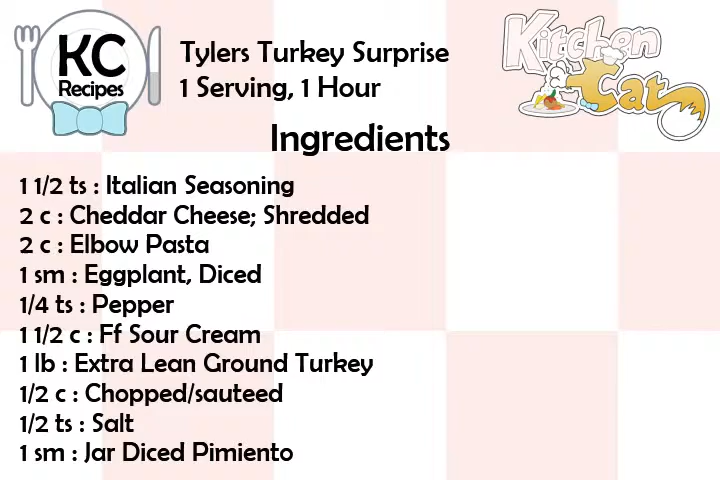 KC
Recipes
Tylers Turkey Surprise
1 Serving, 1 Hour
Kitchen
Cat
Ingredients
1 1/2 ts : Italian Seasoning
2 c : Cheddar Cheese; Shredded
2 c : Elbow Pasta
1 sm : Eggplant, Diced
1/4 ts : Pepper
1 1/2 c : Ff Sour Cream
1 lb : Extra Lean Ground Turkey
1/2 c : Chopped/sauteed
1/2 ts : Salt
1 sm : Jar Diced Pimiento